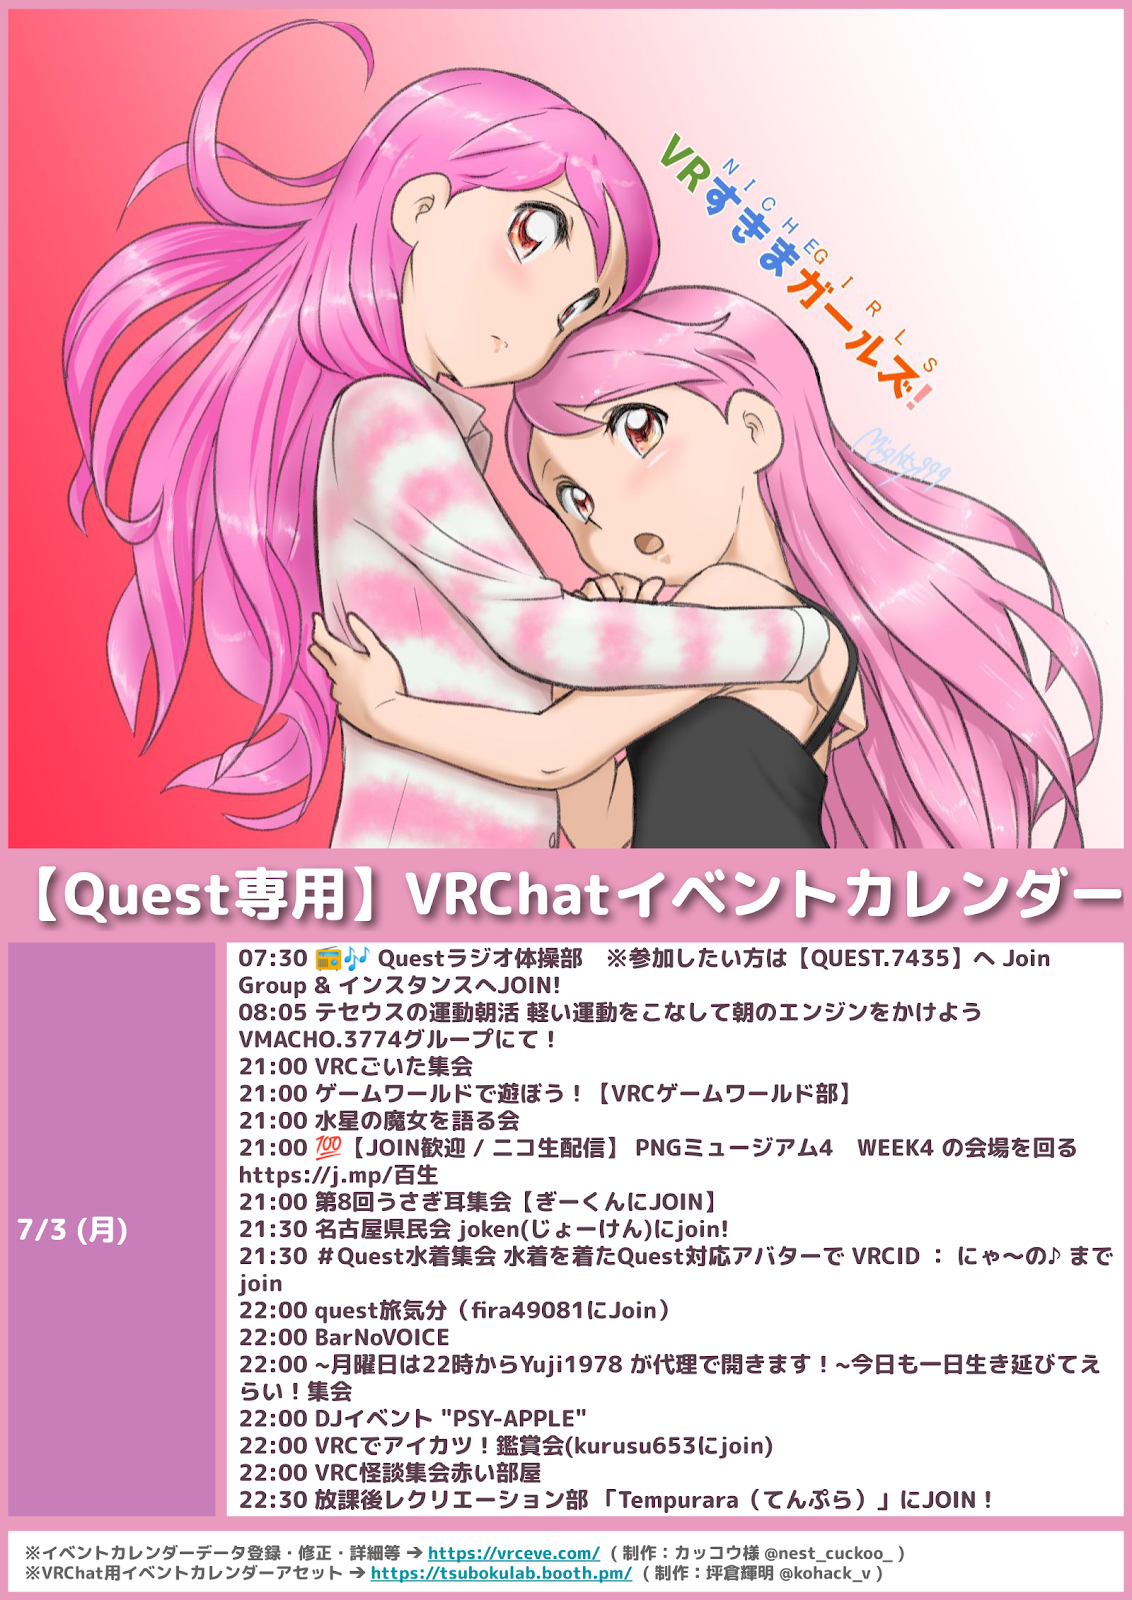 NICHE GIRLS
VRすきまガールズ!
Mighty999
【Quest専用】VRChatイベントカレンダー
7/3 (月)
07:30 📻🎶 Questラジオ体操部　※参加したい方は【QUEST.7435】へ Join
Group & インスタンスへJOIN!
08:05 テセウスの運動朝活 軽い運動をこなして朝のエンジンをかけよう
VMACHO.3774グループにて！
21:00 VRCごいた集会
21:00 ゲームワールドで遊ぼう！【VRCゲームワールド部】
21:00 水星の魔女を語る会
21:00 💯【JOIN歓迎 / ニコ生配信】 PNGミュージアム4　WEEK4 の会場を回る
https://j.mp/百生
21:00 第8回うさぎ耳集会【ぎーくんにJOIN】
21:30 名古屋県民会 joken(じょーけん)にjoin!
21:30 ＃Quest水着集会 水着を着たQuest対応アバターで VRCID ： にゃ～の♪ まで
join
22:00 quest旅気分（fira49081にJoin）
22:00 BarNoVOICE
22:00 ~月曜日は22時からYuji1978 が代理で開きます！~今日も一日生き延びてえ
らい！集会
22:00 DJイベント "PSY-APPLE"
22:00 VRCでアイカツ！鑑賞会(kurusu653にjoin)
22:00 VRC怪談集会赤い部屋
22:30 放課後レクリエーション部 「Tempurara（てんぷら）」にJOIN！
※イベントカレンダーデータ登録・修正・詳細等 ➔ https://vrceve.com/ （制作：カッコウ様 @nest_cuckoo_ ）
※VRChat用イベントカレンダーアセット ➔ https://tsubokulab.booth.pm/ （制作：坪倉輝明 @kohack_v ）